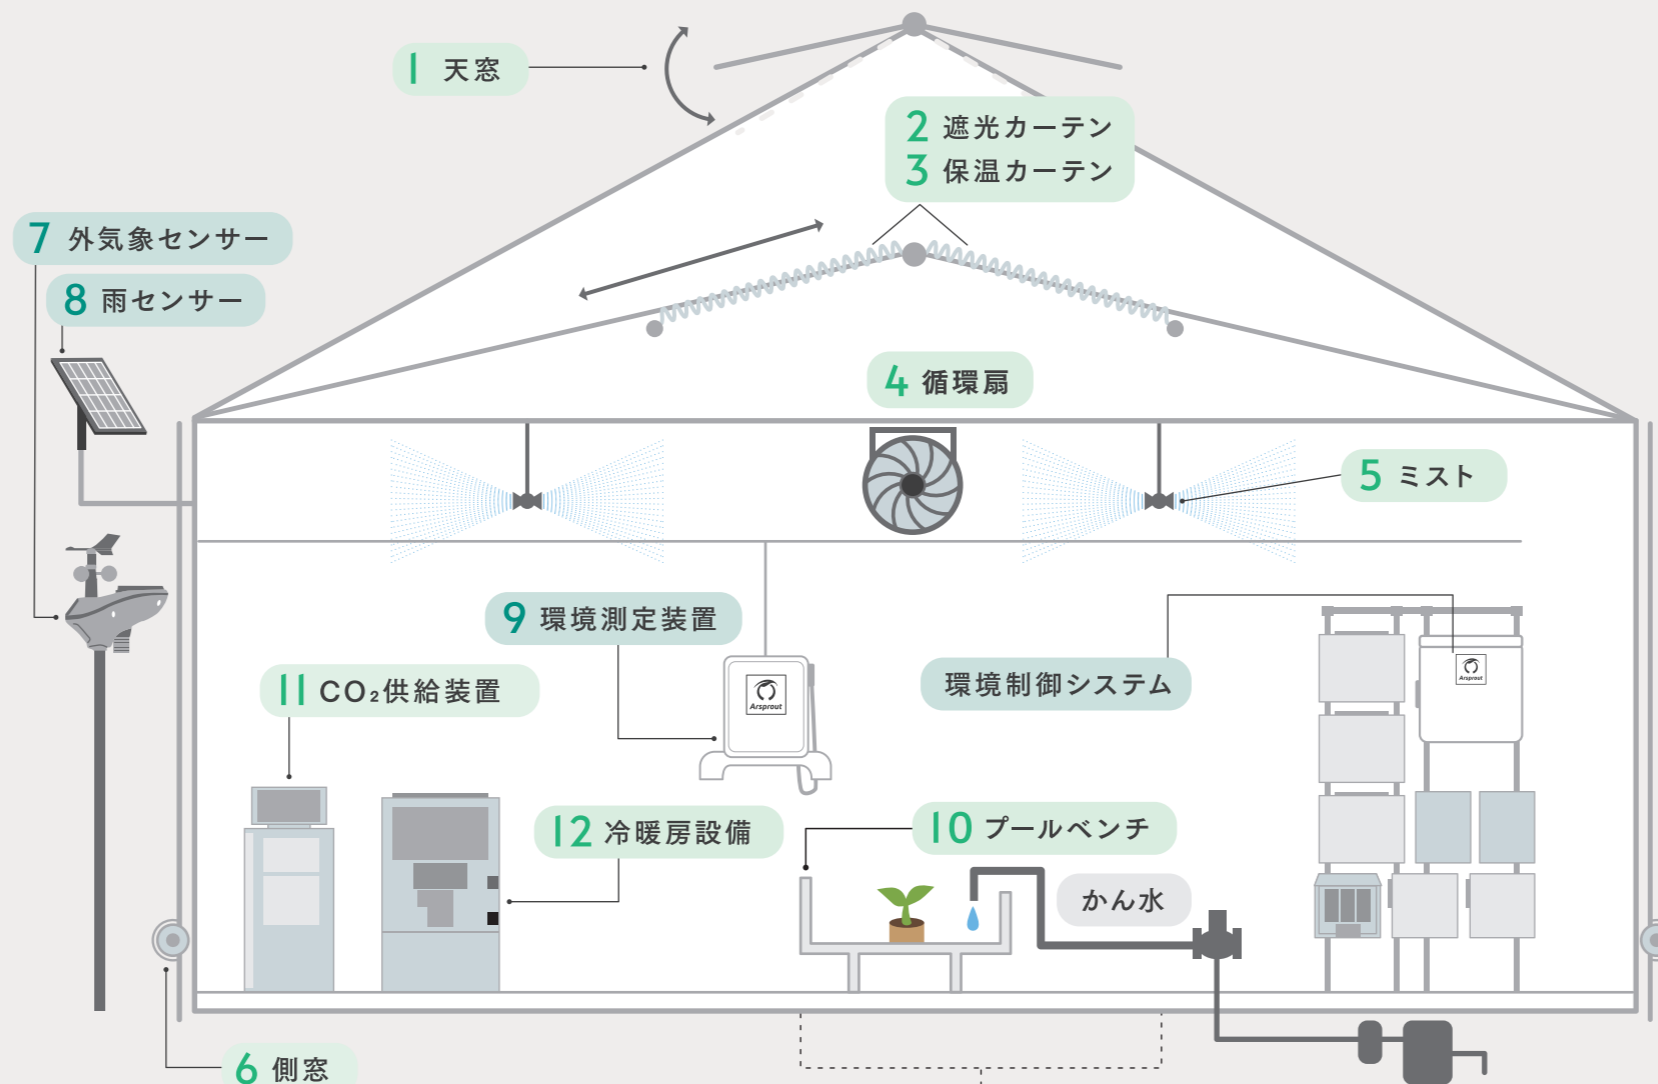 1 天窓
2 遮光カーテン
3 保温カーテン
7 外気象センサー
8 雨センサー
4 循環扇
5 ミスト
9 環境測定装置
Arsprout
環境制御システム
Arsprout
11 CO₂供給装置
12 冷暖房設備
10 プールベンチ
かん水
6 側窓